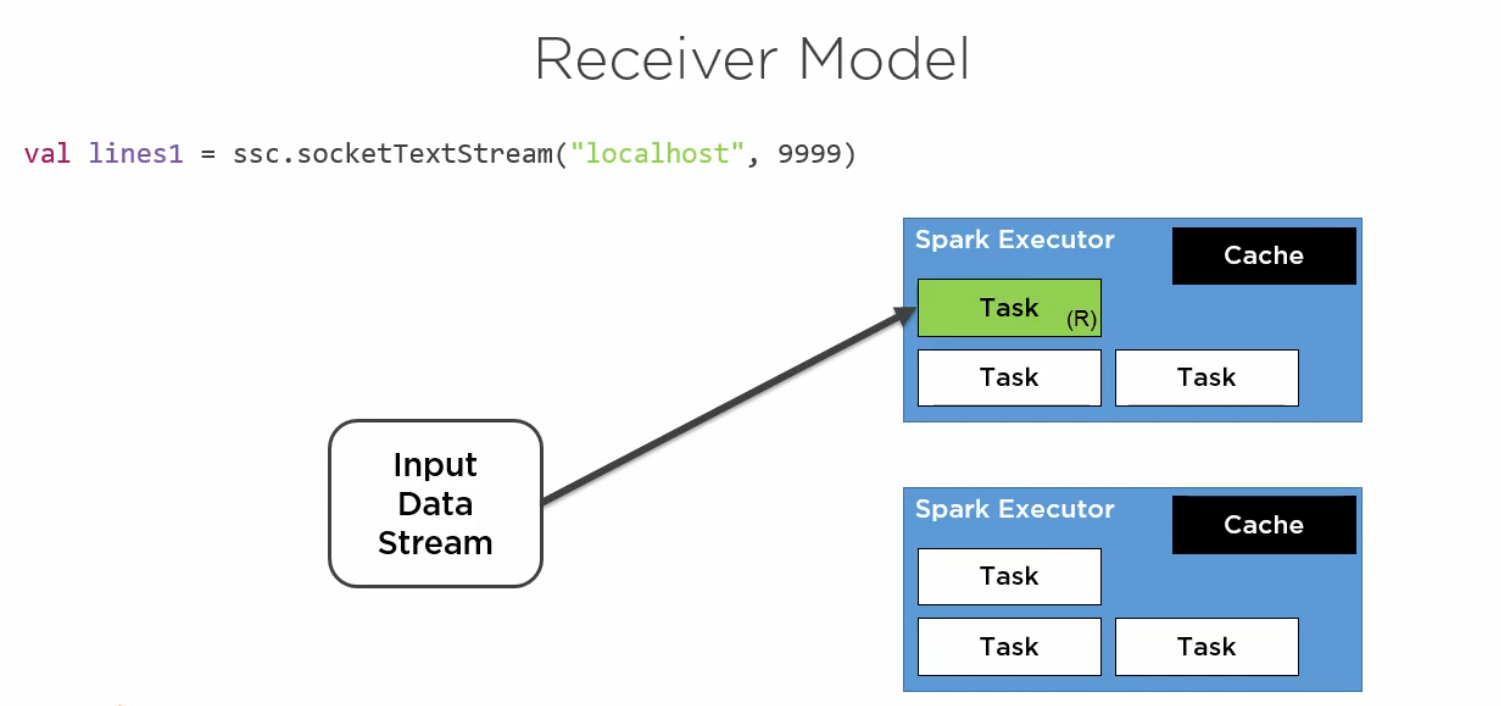 Receiver Model
val lines1 = ssc.socketTextStream("localhost", 9999)
Spark Executor
Cache
Task (R)
Task
Task
Input
Data
Stream
Spark Executor
Cache
Task
Task
Task